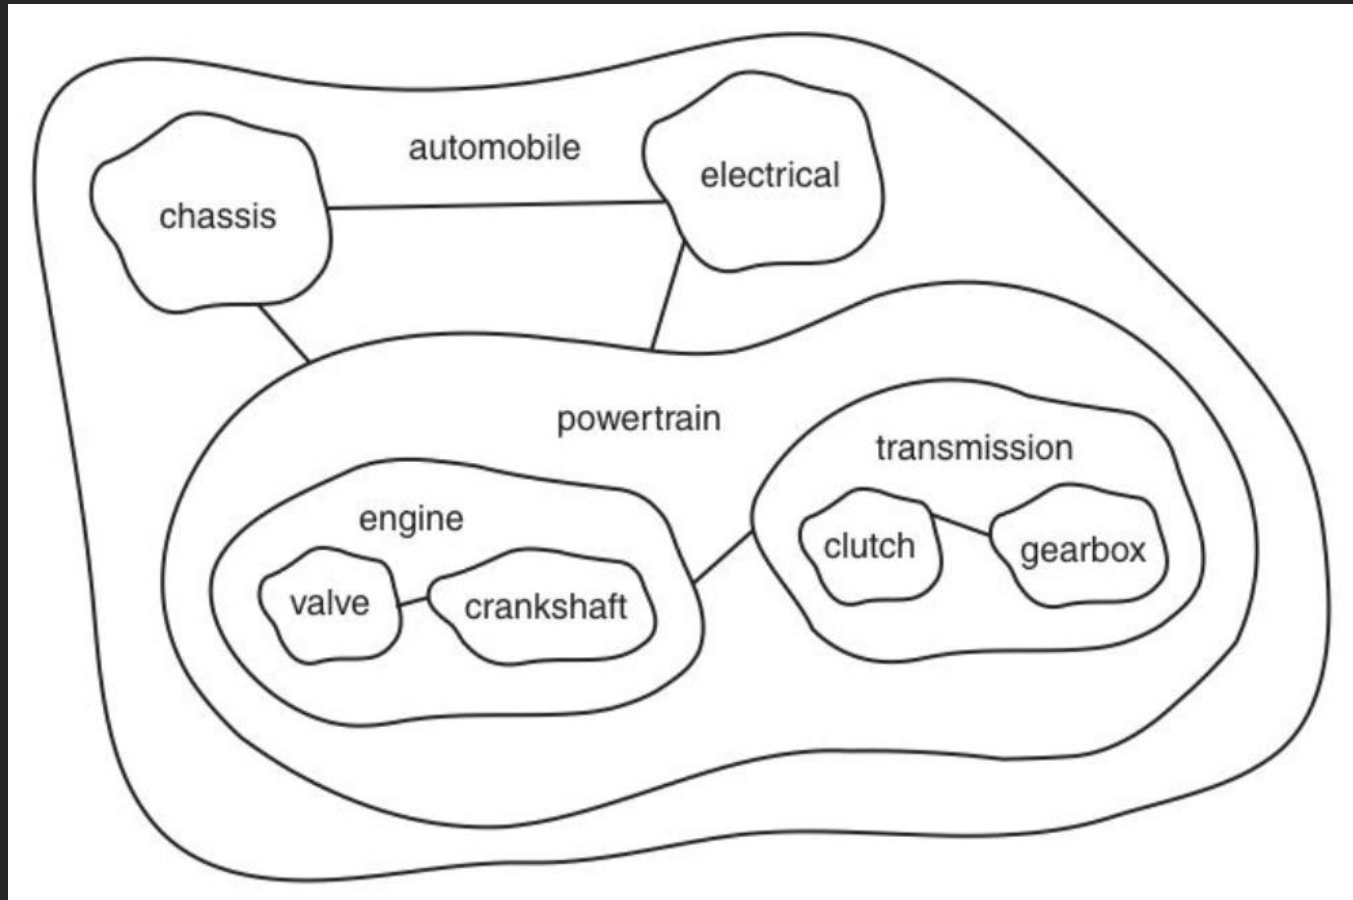 automobile
electrical
chassis
powertrain
transmission
engine
clutch
gearbox
valve
crankshaft